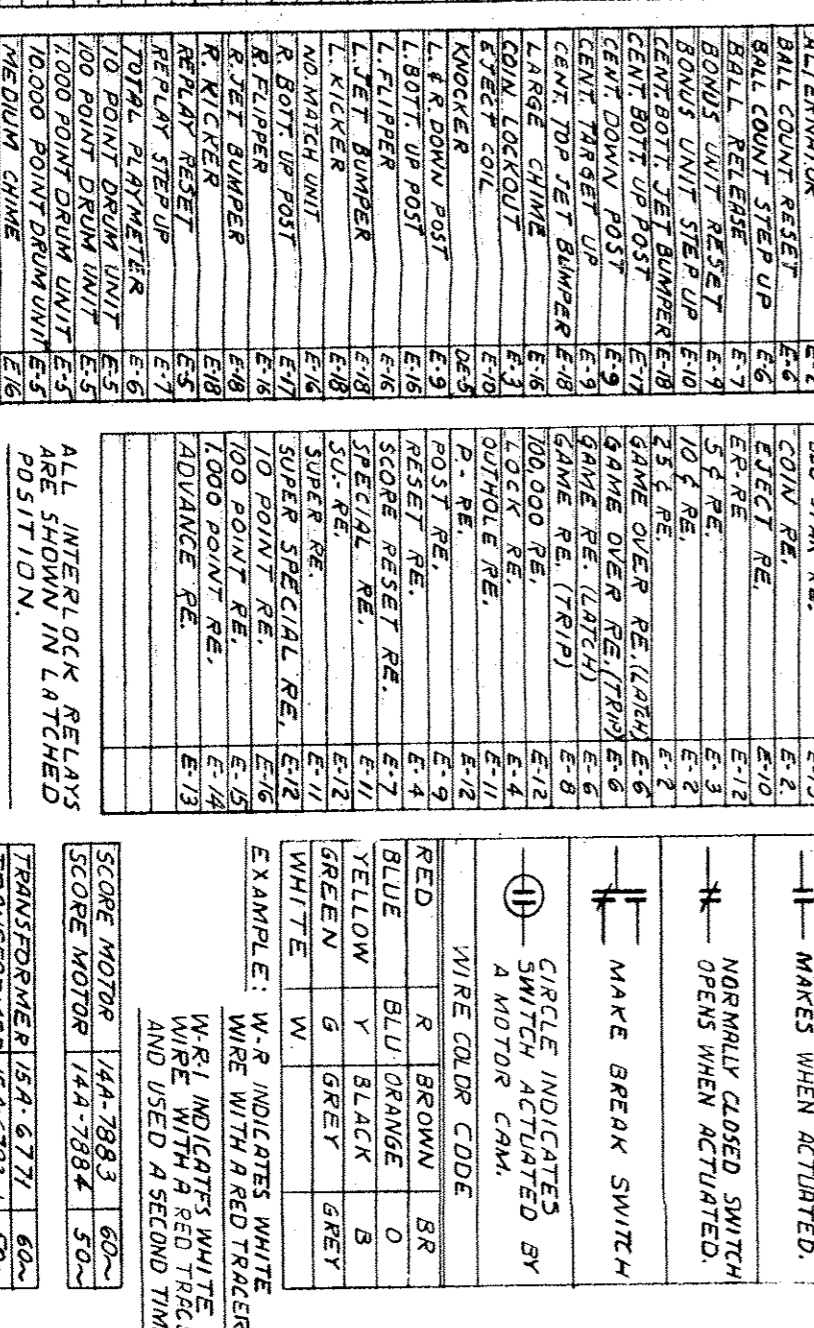 ALTERNATOR
BALL COUNT RESET E-6
BALL COUNT STEP UP E-6
BALL RELEASE E-7
BONUS UNIT RESET E-9
BONUS UNIT STEP UP E-10
CENT. BOTT. JET BUMPER E-18
CENT BOTT. UP POST E-17
CENT. DOWN POST E-9
CENT. TARGET UP E-9
CENT. TOP JET BUMPER E-18
LARGE CHIME E-16
COIN LOCKOUT E-3
EJECT COIL E-10
KNOCKER DE-5
L. & R. DOWN POST E-9
L. BOTT. UP POST E-16
L. FLIPPER E-16
L. JET BUMPER E-18
L. KICKER E-18
NO. MATCH UNIT E-16
R. BOTT. UP POST E-17
R. FLIPPER E-16
R. JET BUMPER E-18
R. KICKER E-18
REPLAY RESET E-5
REPLAY STEP UP E-7
TOTAL PLAYMETER E-6
10 POINT DRUM UNIT E-5
100 POINT DRUM UNIT E-5
1,000 POINT DRUM UNIT E-5
10,000 POINT DRUM UNIT E-5
MEDIUM CHIME E-16
COIN RE. E-2
EJECT RE. E-10
ER-RE E-12
5¢ RE. E-3
10¢ RE. E-2
25¢ RE. E-2
GAME OVER RE. (LATCH) E-6
GAME OVER RE. (TRIP) E-6
GAME RE. (LATCH) E-6
GAME RE. (TRIP) E-8
100,000 RE. E-12
LOCK RE. E-4
OUTHOLE RE. E-11
P.- RE. E-12
POST RE. E-9
RESET RE. E-4
SCORE RESET RE. E-7
SPECIAL RE. E-11
SU.- RE. E-12
SUPER RE. E-11
SUPER SPECIAL RE. E-12
10 POINT RE. E-16
100 POINT RE. E-15
1,000 POINT RE. E-14
ADVANCE RE. E-13
ALL INTERLOCK RELAYS
ARE SHOWN IN LATCHED
POSITION.
MAKES WHEN ACTUATED.
NORMALLY CLOSED SWITCH
OPENS WHEN ACTUATED.
MAKE BREAK SWITCH
CIRCLE INDICATES
SWITCH ACTUATED BY
A MOTOR CAM.
WIRE COLOR CODE
RED R BROWN BR
BLUE BLU. ORANGE O
YELLOW Y BLACK B
GREEN G GREY GREY
WHITE W.
EXAMPLE: W-R INDICATES WHITE
WIRE WITH A RED TRACER
W-R-1 INDICATES WHITE
WIRE WITH A RED
AND USED A SECOND
SCORE MOTOR 14A-7883 60~
SCORE MOTOR 14A-7884 50~
TRANSFORMER 15A-6771 60~